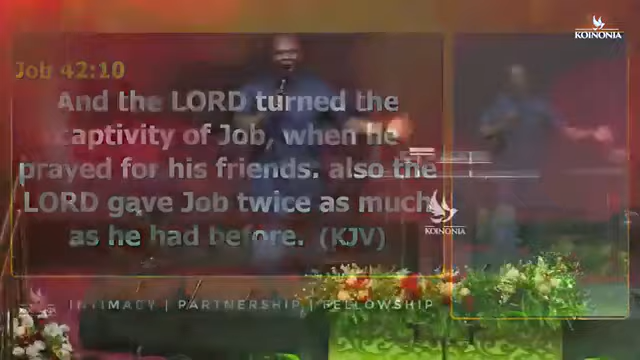 KOINONIA
Job 42:10
And the LORD turned the
captivity of Job, when he
prayed for his friends. also the
LORD gave Job twice as much
as he had before. (KJV)
KOINONIA
INTIMACY | PARTNERSHIP | FELLOWSHIP